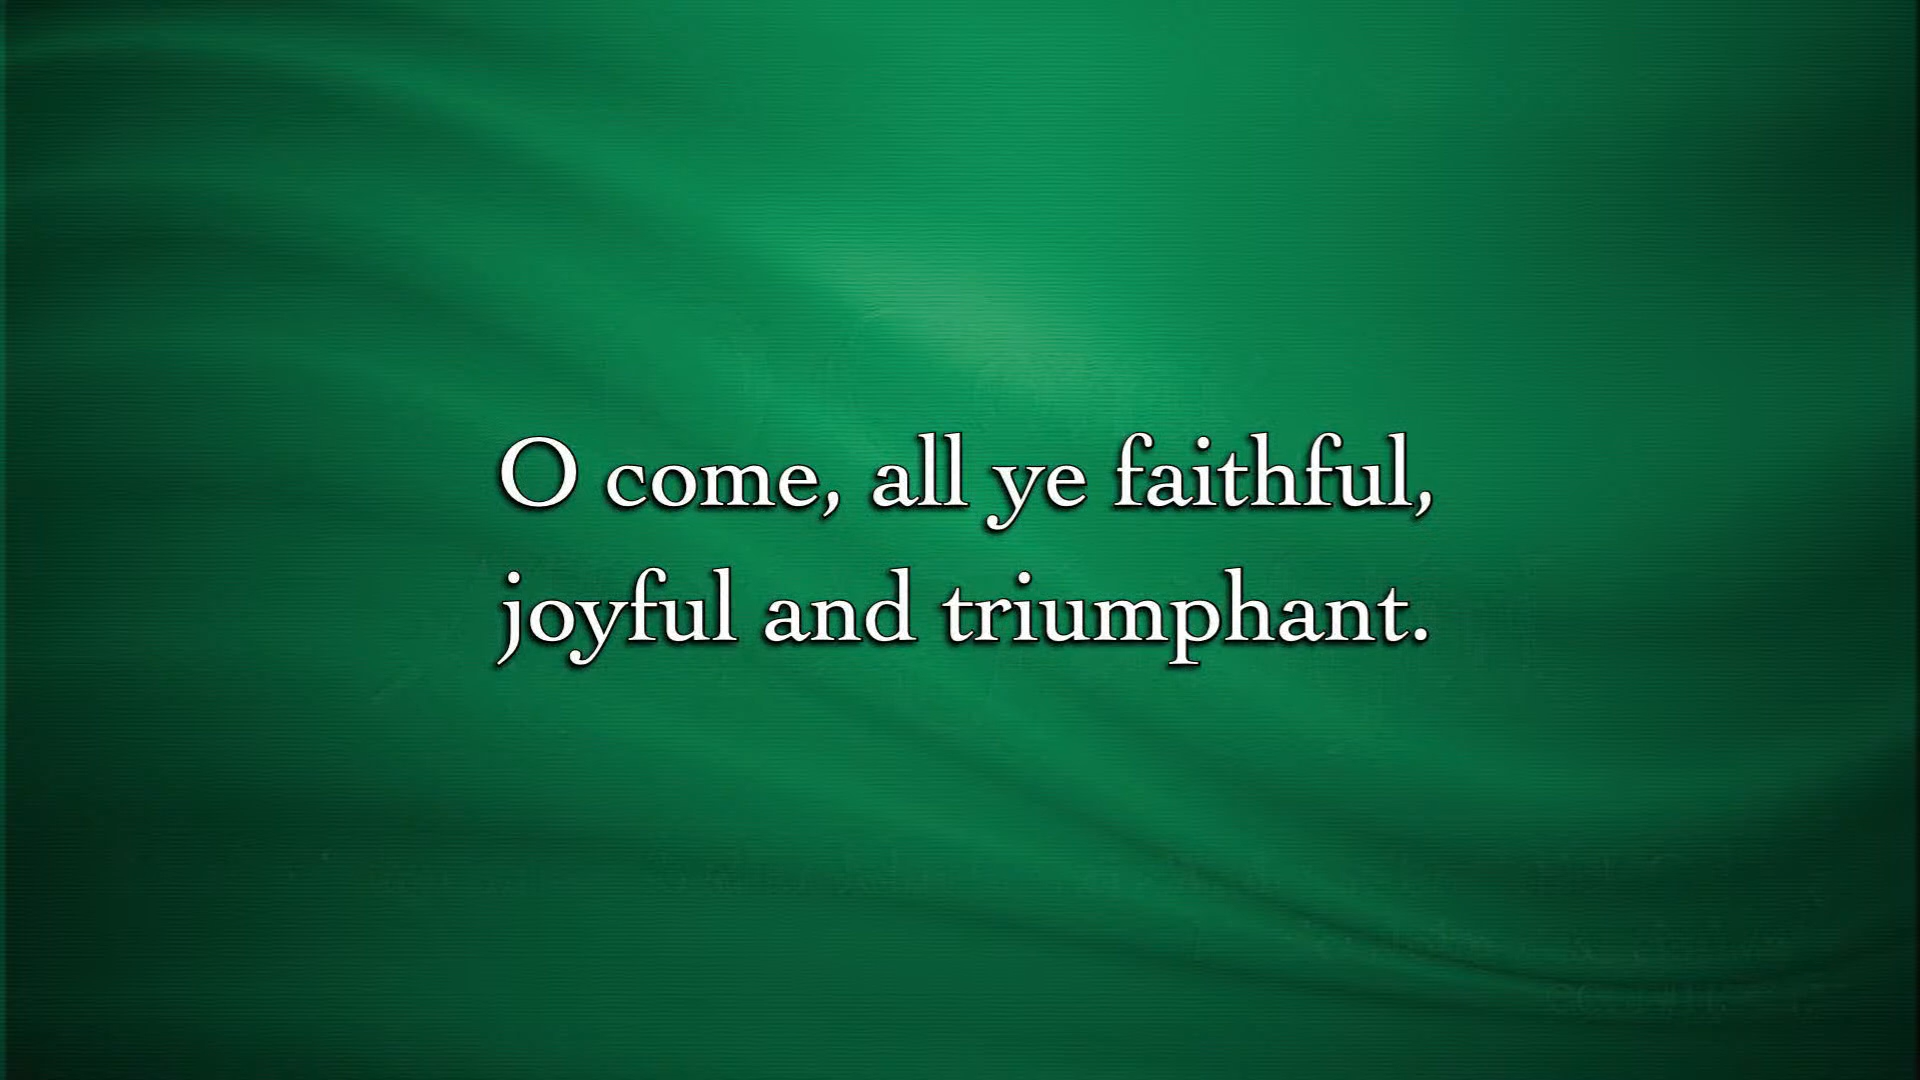 O come, all ye faithful,
joyful and triumphant.